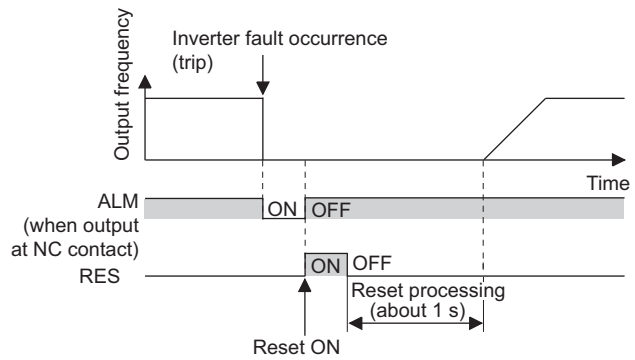 Output frequency
Inverter fault occurrence
(trip)
Time
ALM
(when output
at NC contact)
ON
OFF
RES
ON
OFF
Reset processing
(about 1 s)
Reset ON